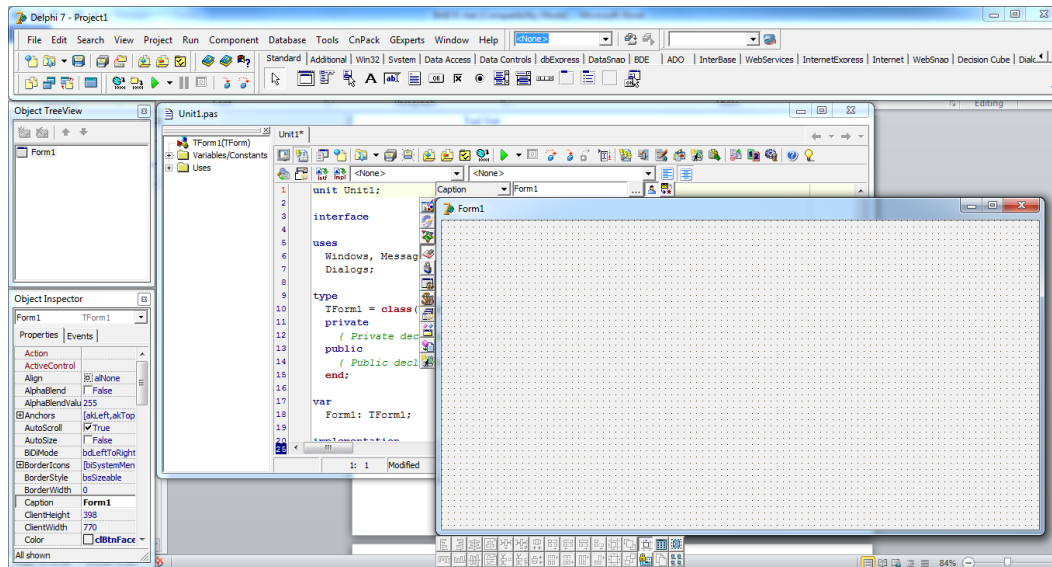 Delphi 7 - Project1
File Edit Search View Project Run Component Database Tools CnPack GExperts Window Help <None>
Standard Additional Win32 System Data Access Data Controls dbExpress DataSnap BDE ADO InterBase WebServices InternetExpress Internet WebSnap Decision Cube
Editing
Object TreeView
Form1
Unit1.pas
TForm1(TForm)
Variables/Constants
Uses
Unit1*
<None> <None>
Caption Form1 ...
1 unit Unit1;
2
3 interface
4
5 uses
6 Windows, Messag
7 Dialogs;
8
9 type
10 TForm1 = class(
11 private
12 { Private dec
13 public
14 { Public decl
15 end;
16
17 var
18 Form1: TForm1;
19
20 implementation
1: 1 Modified
Form1
Object Inspector
Form1 TForm1
Properties Events
Action
ActiveControl
Align alNone
AlphaBlend False
AlphaBlendValu 255
Anchors [akLeft,akTop
AutoScroll True
AutoSize False
BiDiMode bdLeftToRight
BorderIcons [biSystemMen
BorderStyle bsSizeable
BorderWidth 0
Caption Form1
ClientHeight 398
ClientWidth 770
Color clBtnFace
All shown
84%